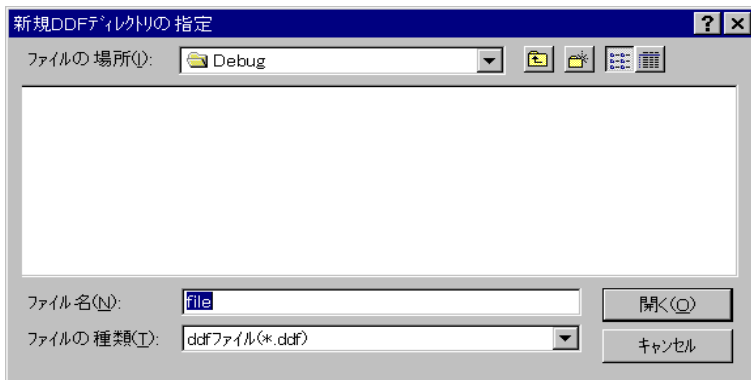 新規DDFﾃﾞｨﾚｸﾄﾘの指定
ﾌｧｲﾙの場所(I):
Debug
ﾌｧｲﾙ名(N):
file
開く(O)
ﾌｧｲﾙの種類(T):
ddfﾌｧｲﾙ(*.ddf)
ｷｬﾝｾﾙ